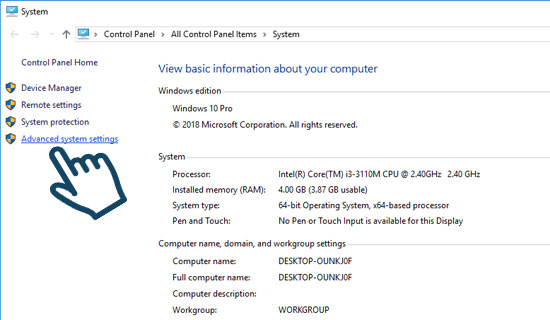 System
Control Panel > All Control Panel Items > System
Control Panel Home
Device Manager
Remote settings
System protection
Advanced system settings
View basic information about your computer
Windows edition
Windows 10 Pro
© 2018 Microsoft Corporation. All rights reserved.
System
Processor: Intel(R) Core(TM) i3-3110M CPU @ 2.40GHz 2.40 GHz
Installed memory (RAM): 4.00 GB (3.87 GB usable)
System type: 64-bit Operating System, x64-based processor
Pen and Touch: No Pen or Touch Input is available for this Display
Computer name, domain, and workgroup settings
Computer name: DESKTOP-OUNKJ0F
Full computer name: DESKTOP-OUNKJ0F
Computer description:
Workgroup: WORKGROUP